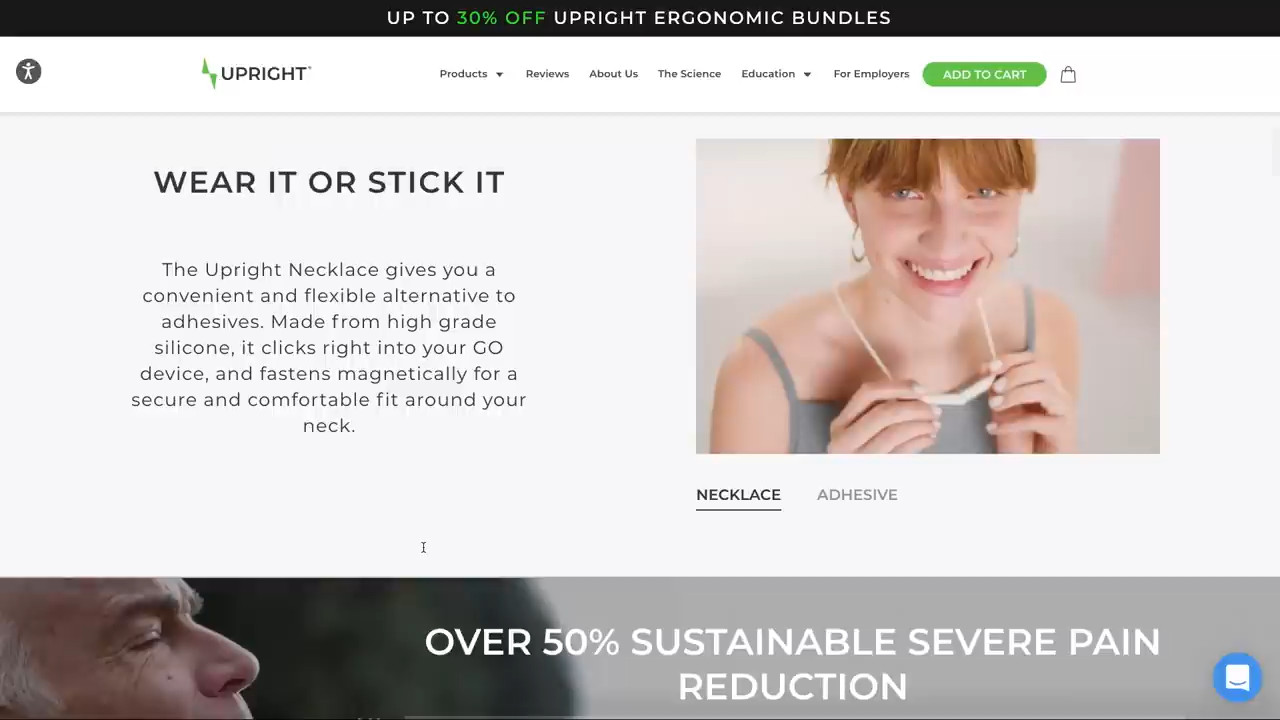 UP TO 30% OFF UPRIGHT ERGONOMIC BUNDLES
UPRIGHT
Products
Reviews
About Us
The Science
Education
For Employers
ADD TO CART
WEAR IT OR STICK IT
The Upright Necklace gives you a
convenient and flexible alternative to
adhesives. Made from high grade
silicone, it clicks right into your GO
device, and fastens magnetically for a
secure and comfortable fit around your
neck.
NECKLACE
ADHESIVE
OVER 50% SUSTAINABLE SEVERE PAIN
REDUCTION